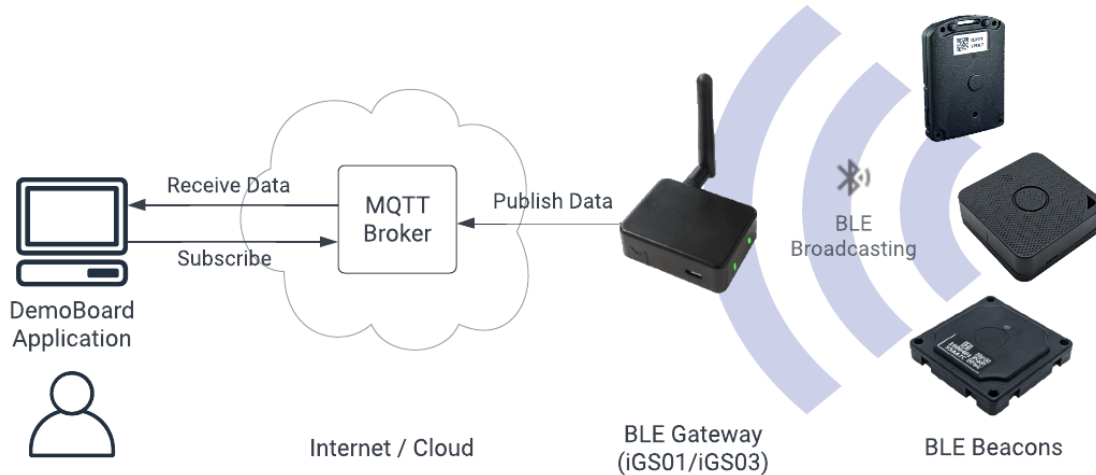 Receive Data
Subscribe
DemoBoard
Application
MQTT
Broker
Internet / Cloud
Publish Data
BLE Gateway
(iGS01/iGS03)
BLE
Broadcasting
BLE Beacons